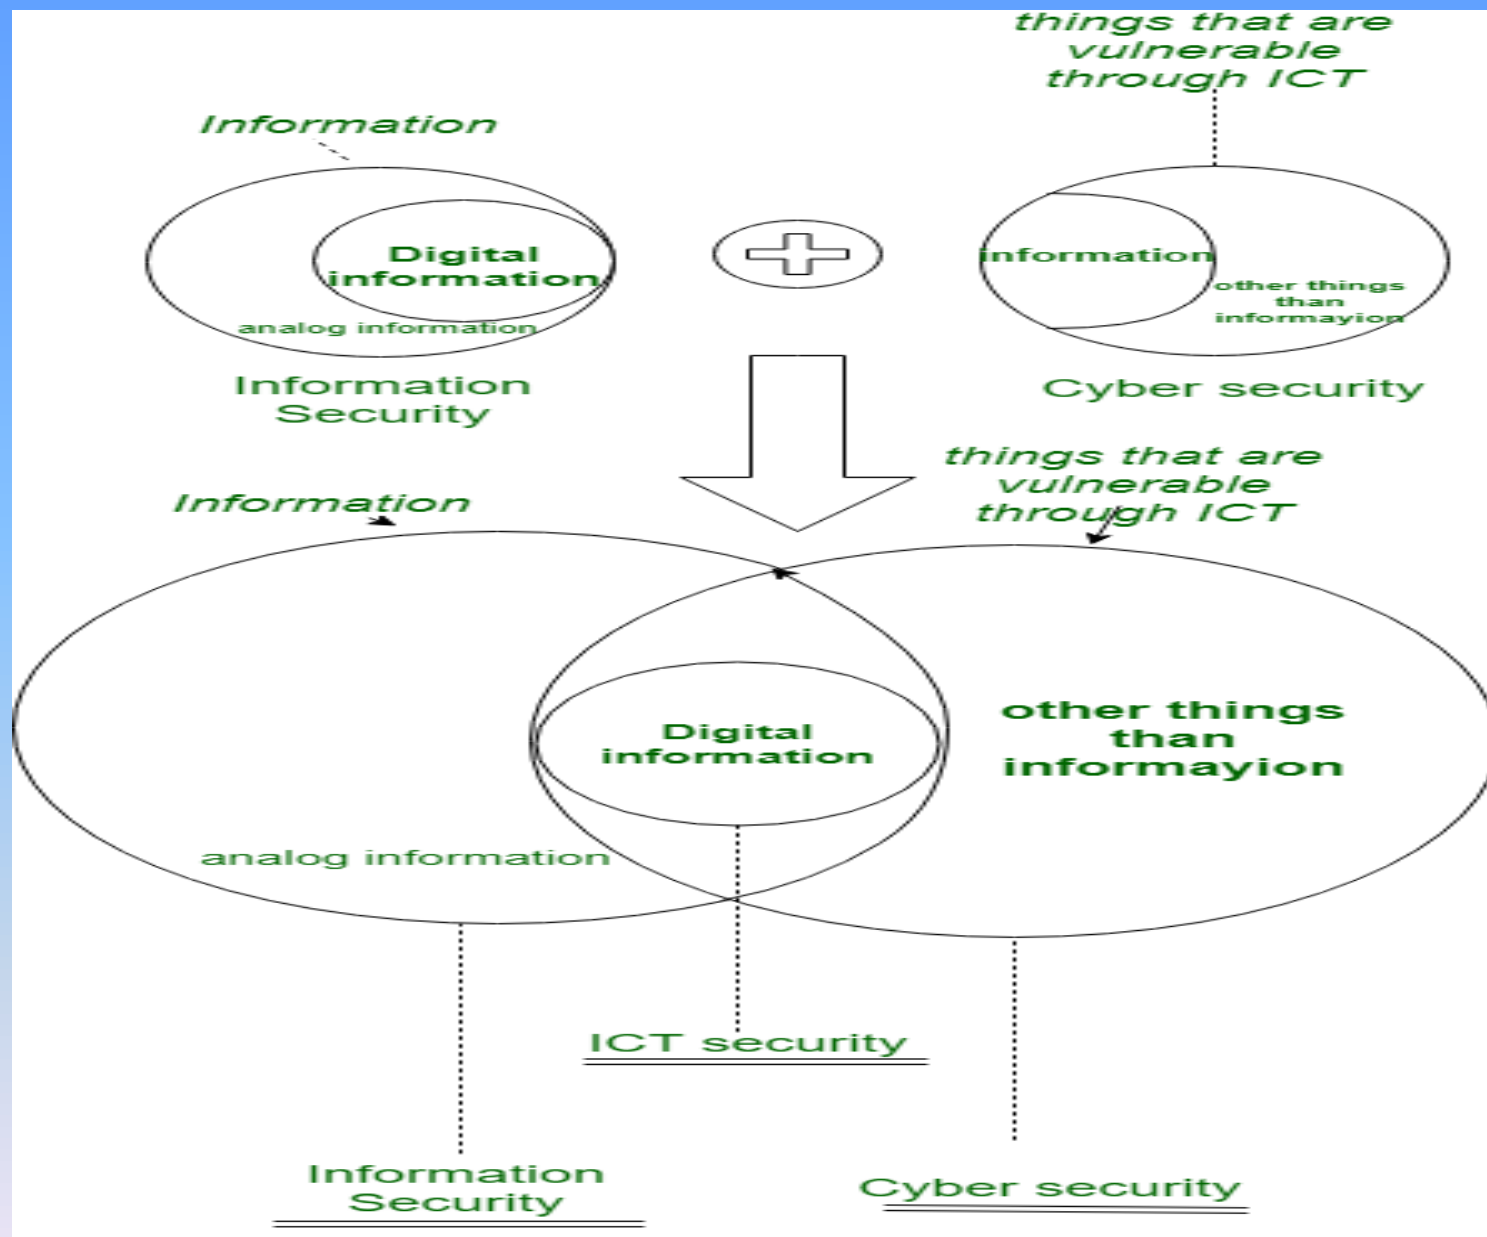 things that are
vulnerable
through ICT
Information
Digital
information
analog information
Information
Security
information
other things
than
informayion
Cyber security
Information
things that are
vulnerable
through ICT
Digital
information
other things
than
informayion
analog information
ICT security
Information
Security
Cyber security